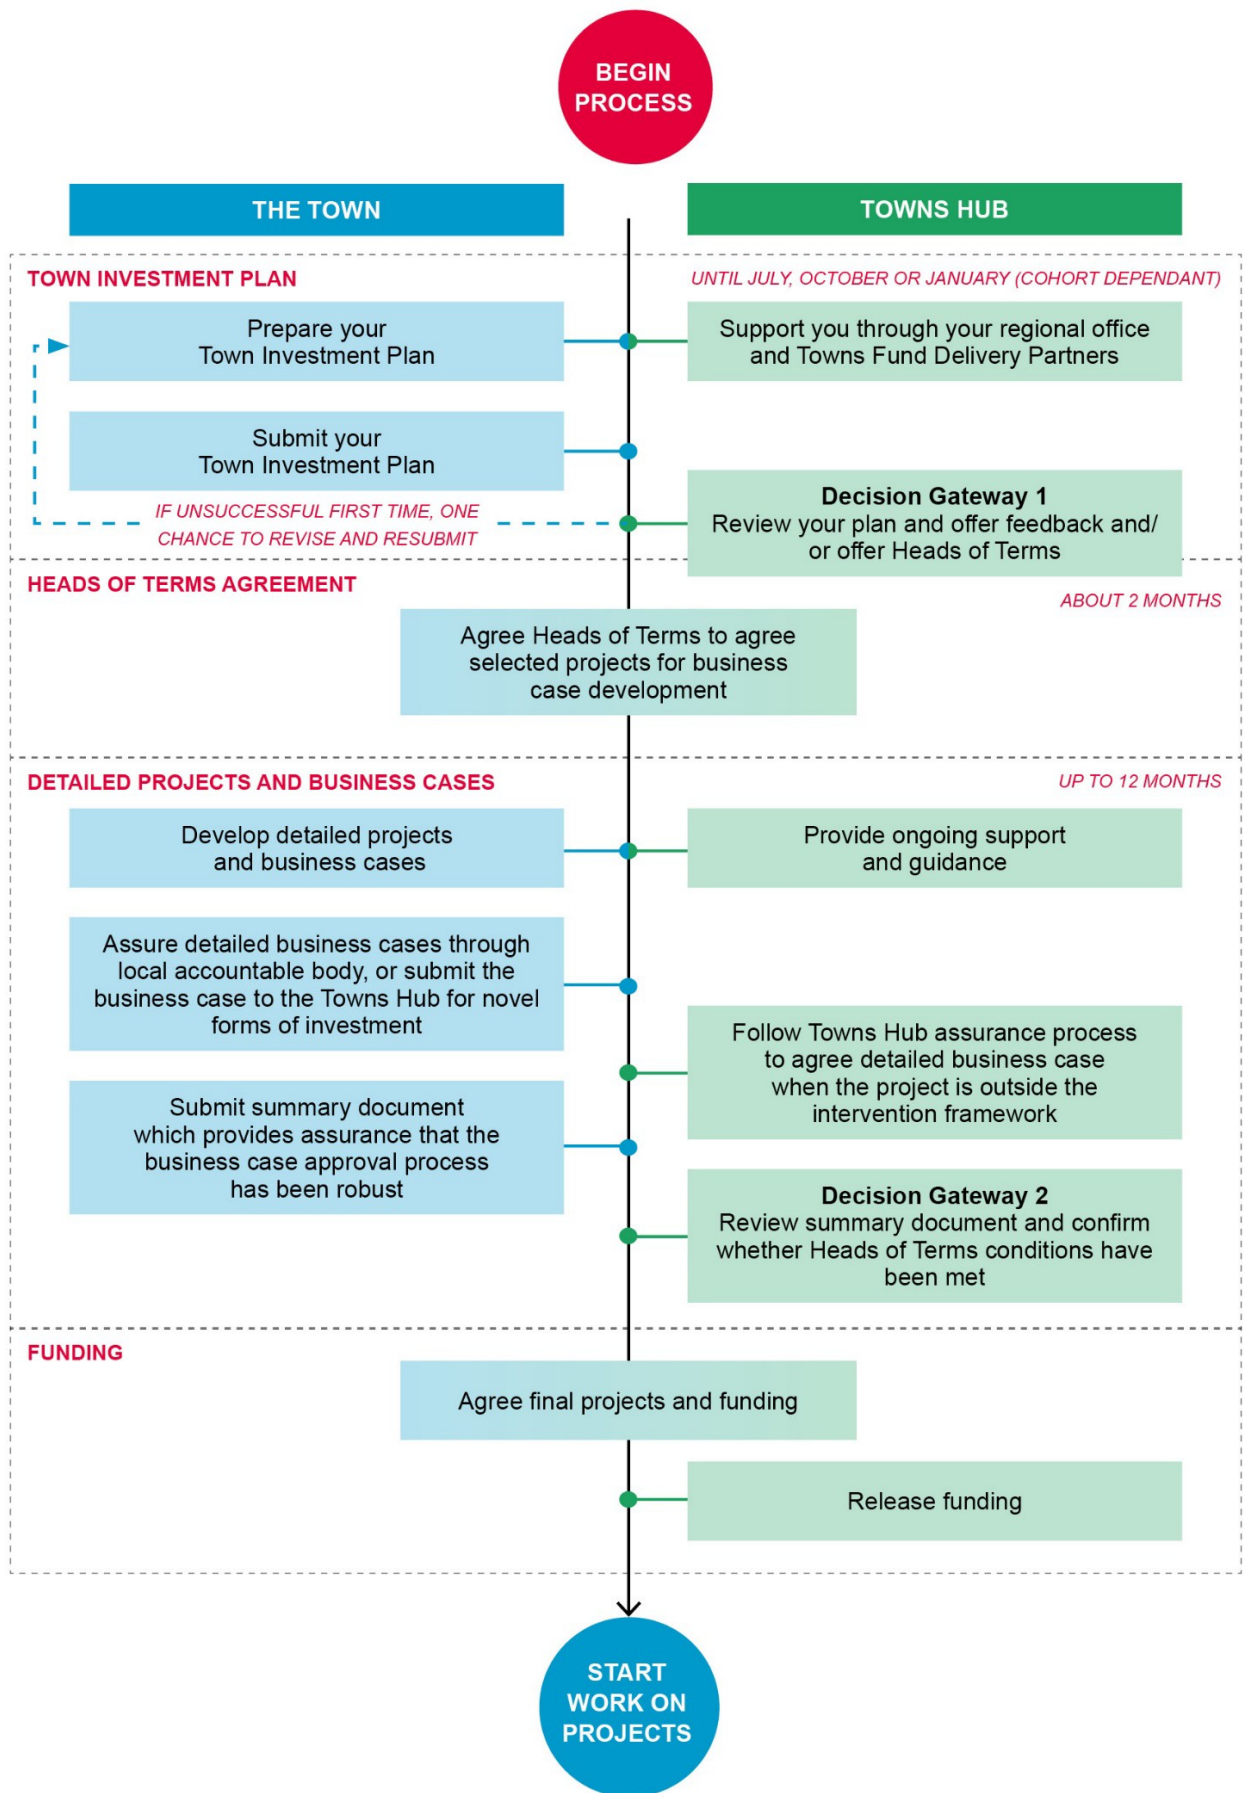 BEGIN
PROCESS
THE TOWN
TOWNS HUB
TOWN INVESTMENT PLAN
UNTIL JULY, OCTOBER OR JANUARY (COHORT DEPENDANT)
Prepare your
Town Investment Plan
Support you through your regional office
and Towns Fund Delivery Partners
Submit your
Town Investment Plan
Decision Gateway 1
Review your plan and offer feedback and/
or offer Heads of Terms
IF UNSUCCESSFUL FIRST TIME, ONE
CHANCE TO REVISE AND RESUBMIT
HEADS OF TERMS AGREEMENT
ABOUT 2 MONTHS
Agree Heads of Terms to agree
selected projects for business
case development
DETAILED PROJECTS AND BUSINESS CASES
UP TO 12 MONTHS
Develop detailed projects
and business cases
Provide ongoing support
and guidance
Assure detailed business cases through
local accountable body, or submit the
business case to the Towns Hub for novel
forms of investment
Follow Towns Hub assurance process
to agree detailed business case
when the project is outside the
intervention framework
Submit summary document
which provides assurance that the
business case approval process
has been robust
Decision Gateway 2
Review summary document and confirm
whether Heads of Terms conditions have
been met
FUNDING
Agree final projects and funding
Release funding
START
WORK ON
PROJECTS